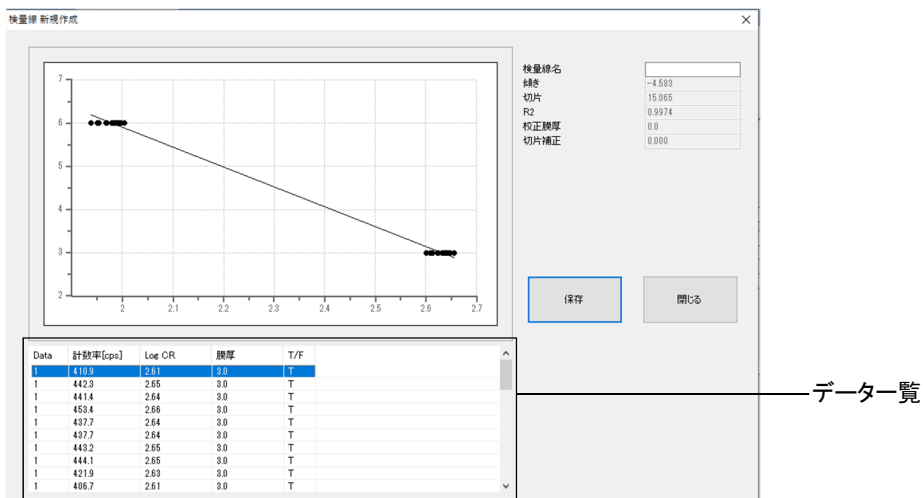 検量線 新規作成
検量線名
傾き -4.583
切片 15.065
R2 0.9974
校正膜厚 0.0
切片補正 0.000
7
6
5
4
3
2
2 2.1 2.2 2.3 2.4 2.5 2.6 2.7
保存 閉じる
Data 計数率[cps] Log CR 膜厚 T/F
1 410.9 2.61 3.0 T
1 442.3 2.65 3.0 T
1 441.4 2.64 3.0 T
1 453.4 2.66 3.0 T
1 437.7 2.64 3.0 T
1 437.7 2.64 3.0 T
1 443.2 2.65 3.0 T
1 444.1 2.65 3.0 T
1 421.9 2.63 3.0 T
1 406.7 2.61 3.0 T
データ一覧